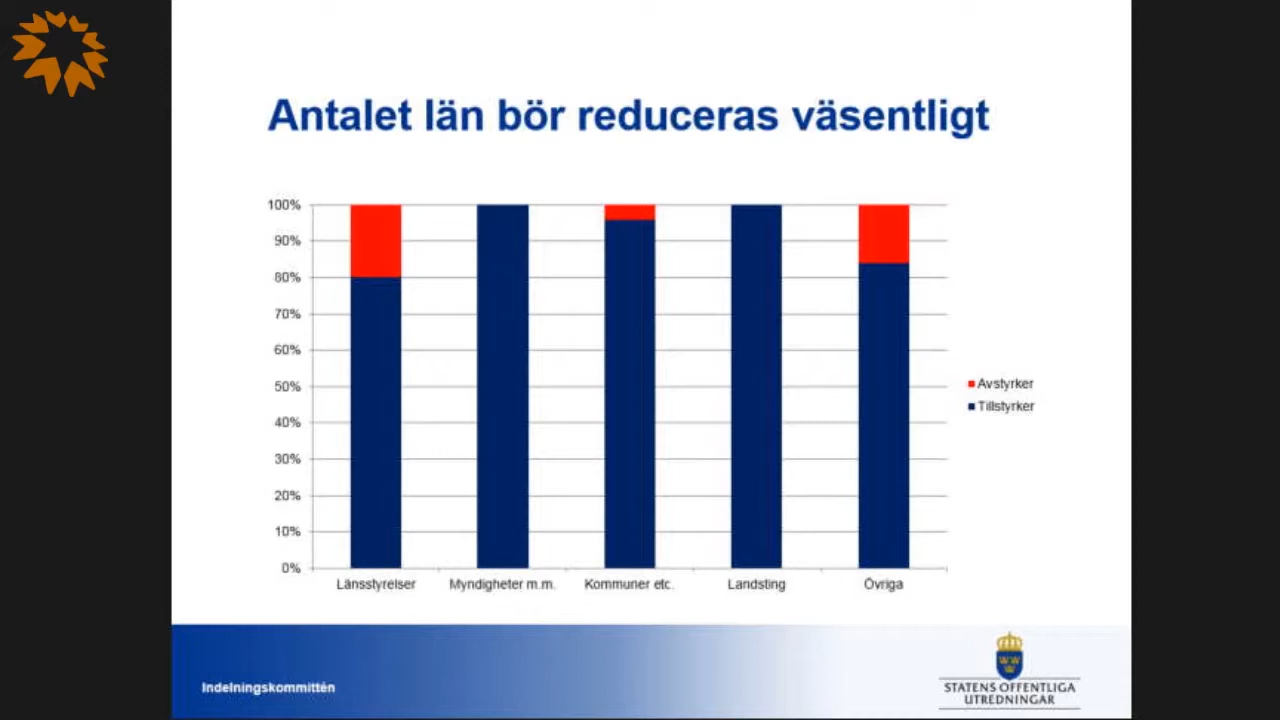 Antalet län bör reduceras väsentligt
100%
90%
80%
70%
60%
50%
40%
30%
20%
10%
0%
Länsstyrelser
Myndigheter m.m.
Kommuner etc.
Landsting
Övriga
Avstyrker
Tillstyrker
Indelningskommittén
STATENS OFFENTLIGA
UTREDNINGAR